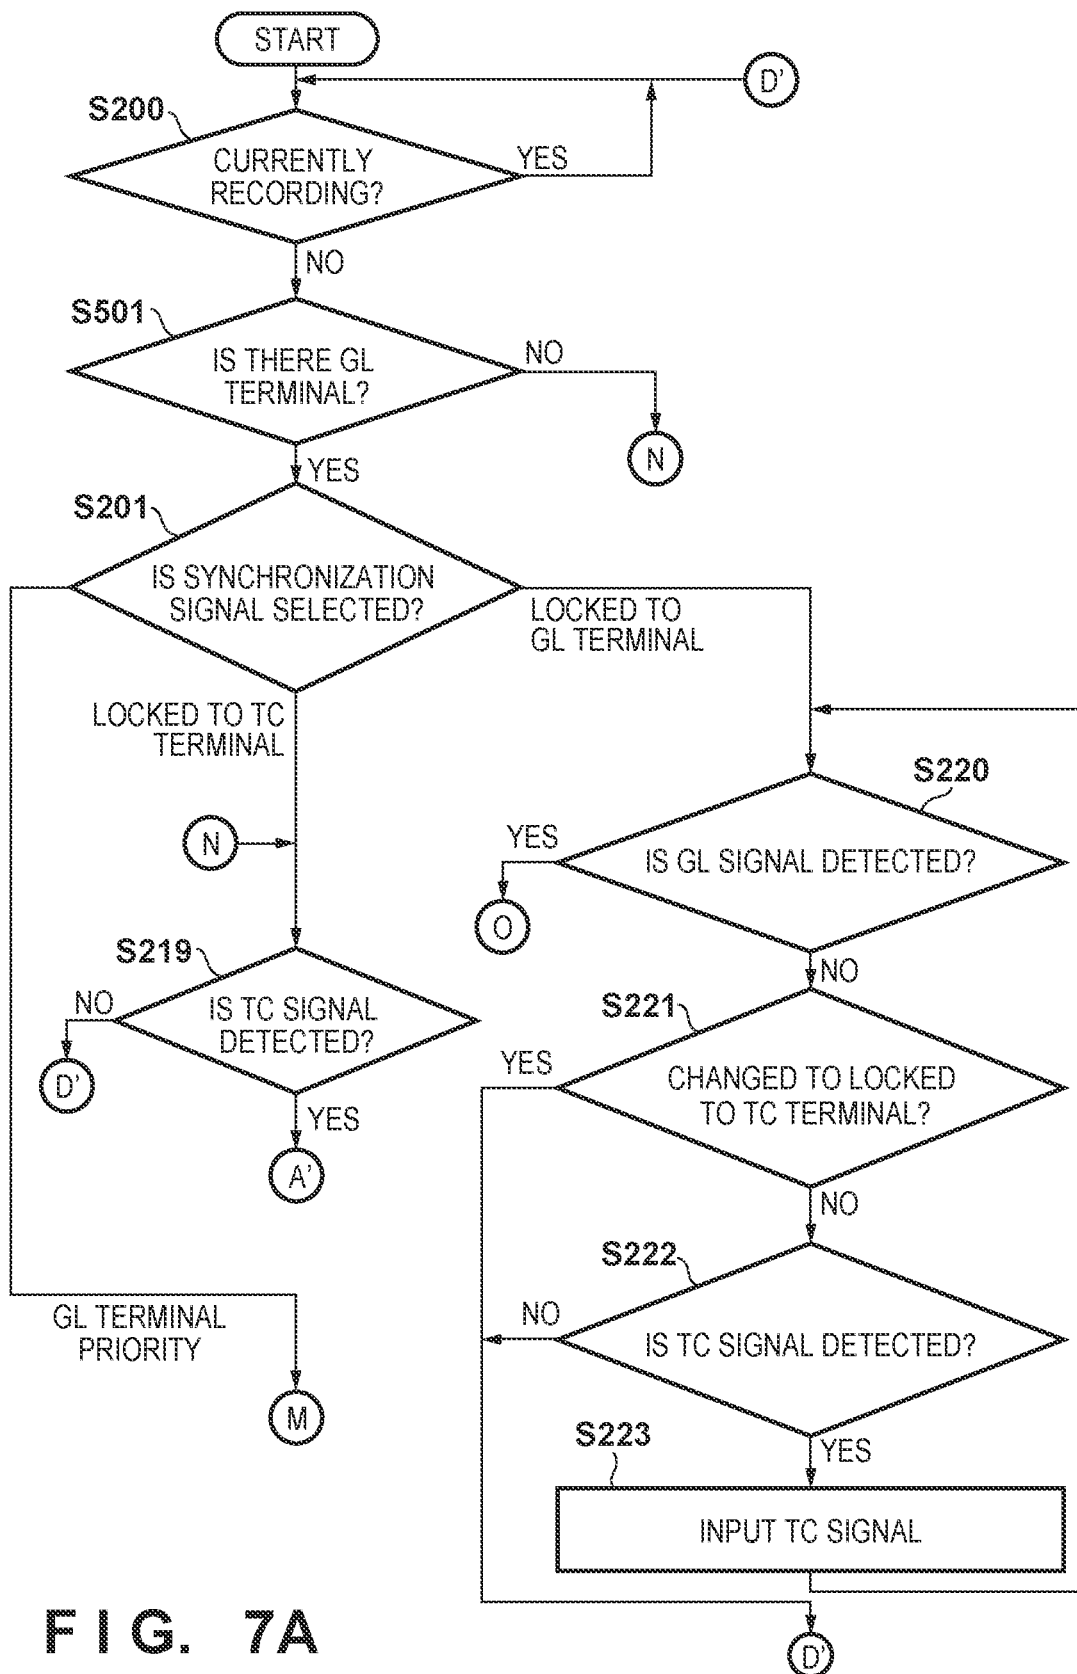 START
D'
S200
CURRENTLY
RECORDING?
YES
NO
S501
IS THERE GL
TERMINAL?
NO
N
YES
S201
IS SYNCHRONIZATION
SIGNAL SELECTED?
LOCKED TO
GL TERMINAL
LOCKED TO TC
TERMINAL
S220
N
YES
IS GL SIGNAL DETECTED?
O
S219
NO
NO
IS TC SIGNAL
DETECTED?
S221
YES
CHANGED TO LOCKED
TO TC TERMINAL?
D'
YES
A'
NO
S222
GL TERMINAL
PRIORITY
NO
IS TC SIGNAL DETECTED?
M
S223
YES
INPUT TC SIGNAL
FIG. 7A
D'